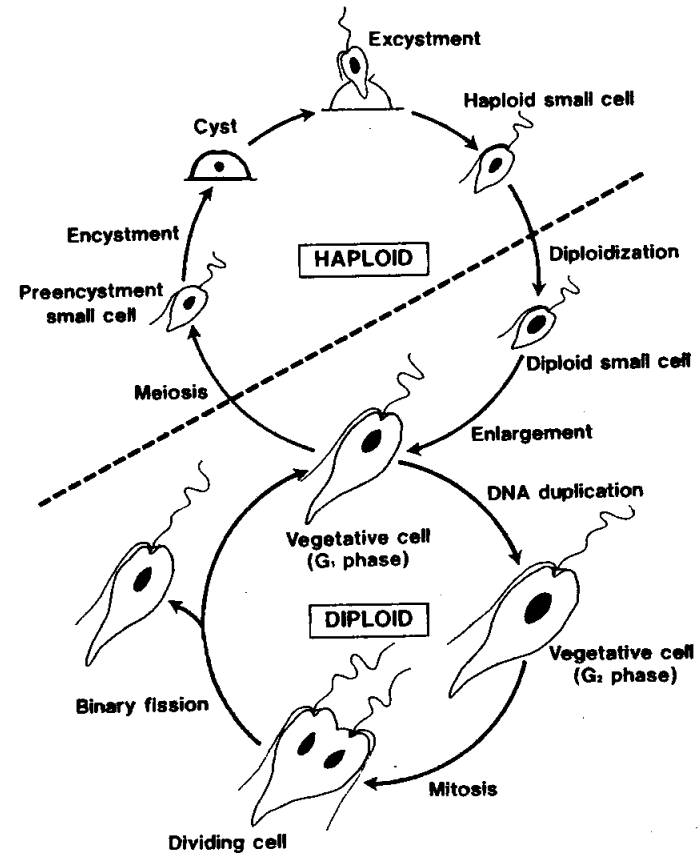 Excystment
Haploid small cell
Cyst
Encystment
HAPLOID
Diploidization
Preencystment
small cell
Diploid small cell
Meiosis
Enlargement
DNA duplication
Vegetative cell
(G₁ phase)
DIPLOID
Vegetative cell
(G₂ phase)
Binary fission
Mitosis
Dividing cell